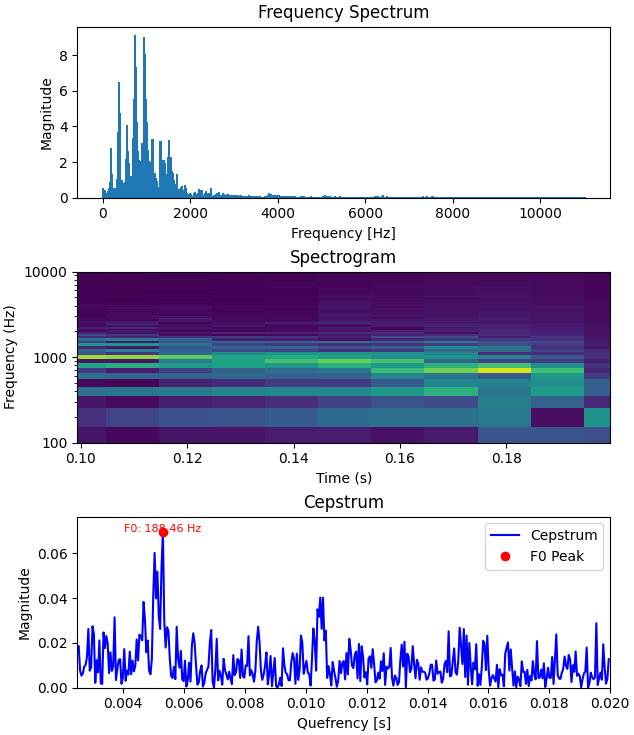 Frequency Spectrum
8
6
4
2
0
Magnitude
0 2000 4000 6000 8000 10000
Frequency [Hz]
Spectrogram
10000
1000
100
Frequency (Hz)
0.10 0.12 0.14 0.16 0.18
Time (s)
Cepstrum
F0: 188.46 Hz
Cepstrum
F0 Peak
0.06
0.04
0.02
0.00
Magnitude
0.004 0.006 0.008 0.010 0.012 0.014 0.016 0.018 0.020
Quefrency [s]